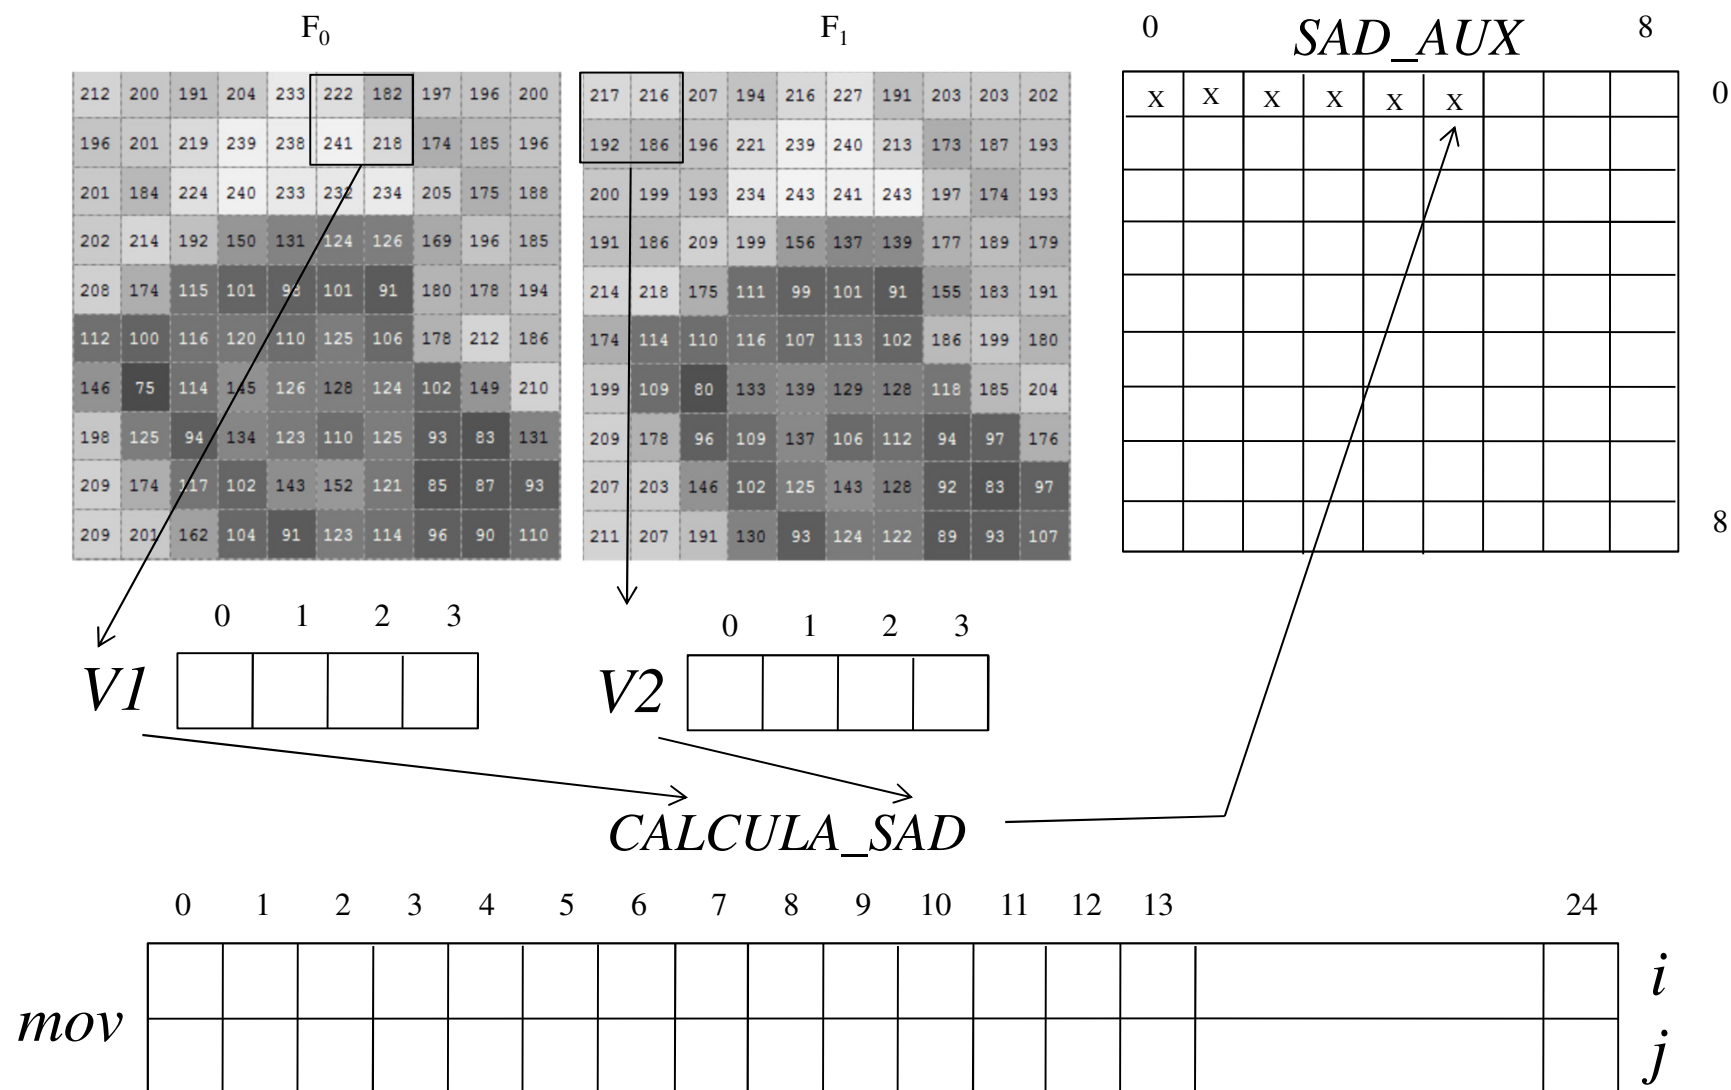 F0 F1 0 SAD_AUX 8
212 200 191 204 233 222 182 197 196 200
196 201 219 239 238 241 218 174 185 196
201 184 224 240 233 232 234 205 175 188
202 214 192 150 131 124 126 169 196 185
208 174 115 101 101 91 180 178 194
112 100 116 120 110 125 106 178 212 186
146 75 114 145 126 128 124 102 149 210
198 125 94 134 123 110 125 93 83 131
209 174 117 102 143 152 121 85 87 93
209 201 162 104 91 123 114 96 90 110
217 216 207 194 216 227 191 203 203 202
192 186 196 221 239 240 213 173 187 193
200 199 193 234 243 241 243 197 174 193
191 186 209 199 156 137 139 177 189 179
214 218 175 111 99 101 91 155 183 191
174 114 110 116 107 113 102 186 199 180
199 109 80 133 139 129 128 118 185 204
209 178 96 109 137 106 112 94 97 176
207 203 146 102 125 143 128 92 83 97
211 207 191 130 93 124 122 89 93 107
X X X X X X 0
8
0 1 2 3
V1
0 1 2 3
V2
CALCULA_SAD
0 1 2 3 4 5 6 7 8 9 10 11 12 13 24
i
mov
j